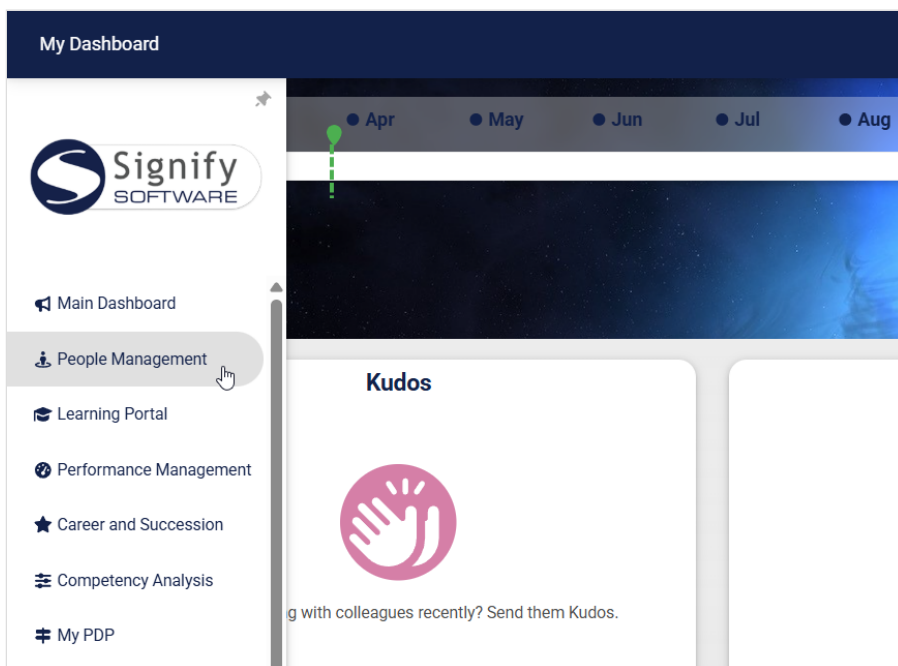 My Dashboard
Apr
May
Jun
Jul
Aug
Signify
SOFTWARE
Main Dashboard
People Management
Learning Portal
Performance Management
Career and Succession
Competency Analysis
My PDP
Kudos
with colleagues recently? Send them Kudos.